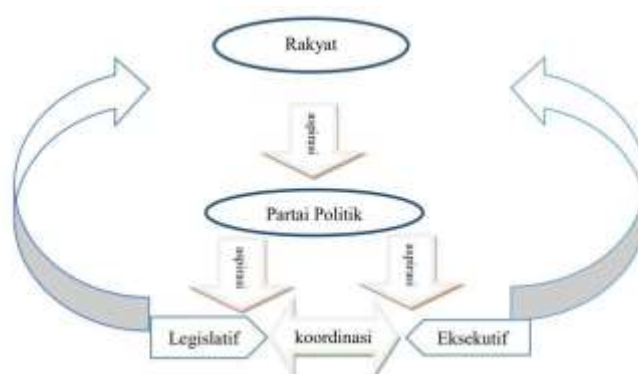 Rakyat
aspirasi
Partai Politik
aspirasi
aspirasi
Legislatif
koordinasi
Eksekutif